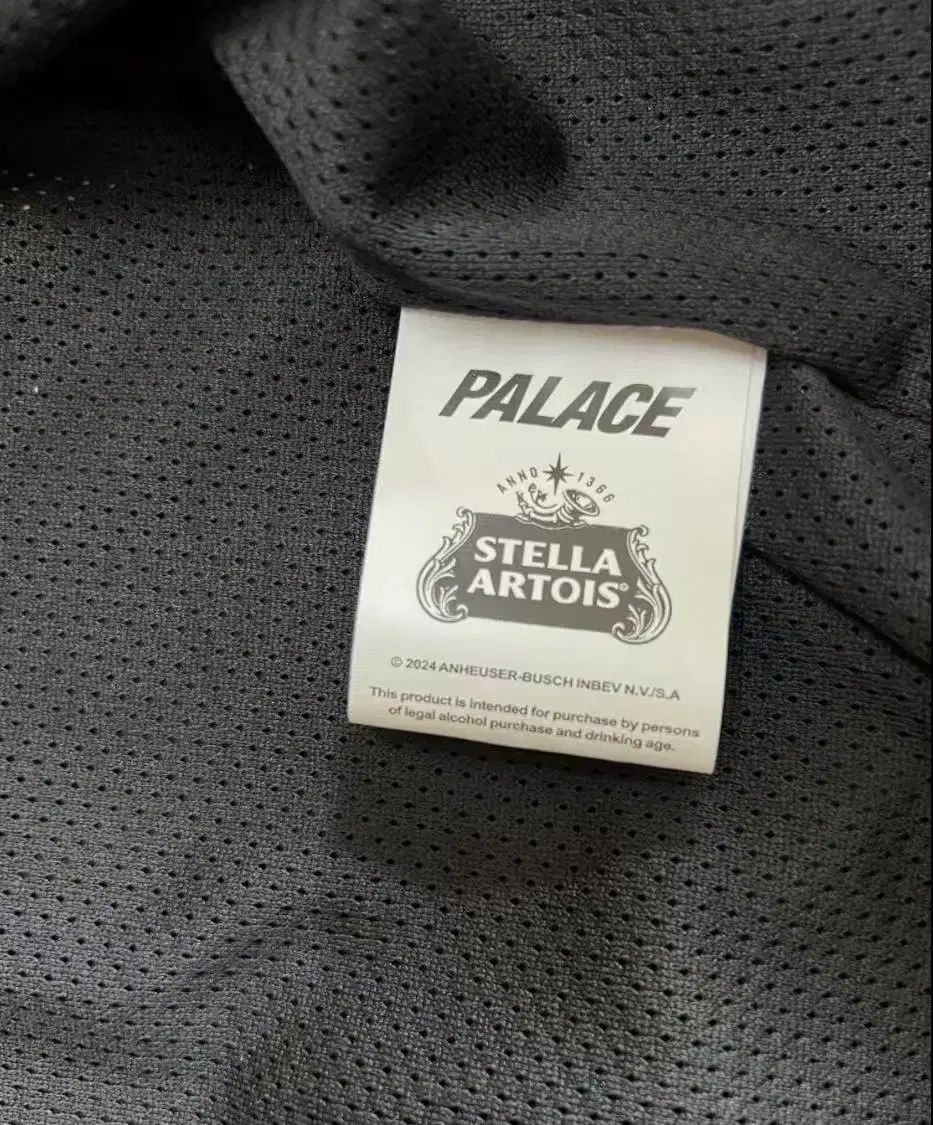 PALACE
ANNO 1366
STELLA
ARTOIS®
© 2024 ANHEUSER-BUSCH INBEV N.V./S.A
This product is intended for purchase by persons
of legal alcohol purchase and drinking age.